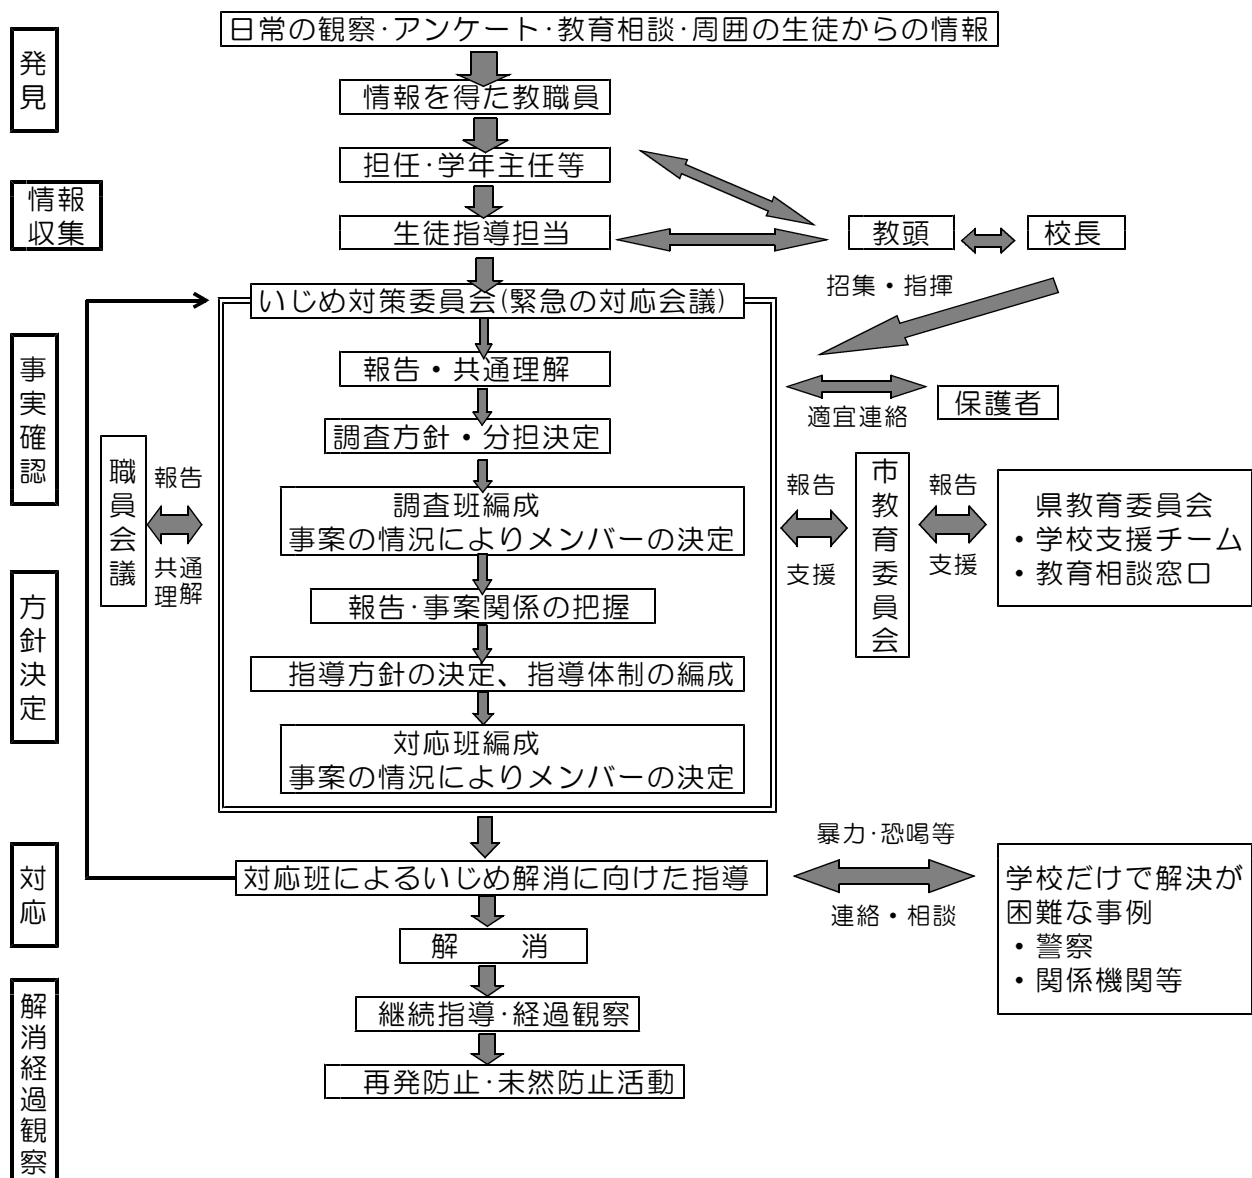 日常の観察･アンケート･教育相談･周囲の生徒からの情報
発見
情報を得た教職員
担任･学年主任等
情報
収集
生徒指導担当
教頭
校長
招集・指揮
いじめ対策委員会(緊急の対応会議)
事実確認
報告・共通理解
適宜連絡
保護者
調査方針・分担決定
職員会議
報告
共通
理解
調査班編成
事案の情況によりメンバーの決定
報告
支援
市教育委員会
報告
支援
県教育委員会
・学校支援チーム
・教育相談窓口
方針決定
報告･事案関係の把握
指導方針の決定、指導体制の編成
対応班編成
事案の情況によりメンバーの決定
対応
対応班によるいじめ解消に向けた指導
暴力･恐喝等
連絡・相談
学校だけで解決が
困難な事例
・警察
・関係機関等
解　消
解消経過観察
継続指導･経過観察
再発防止･未然防止活動